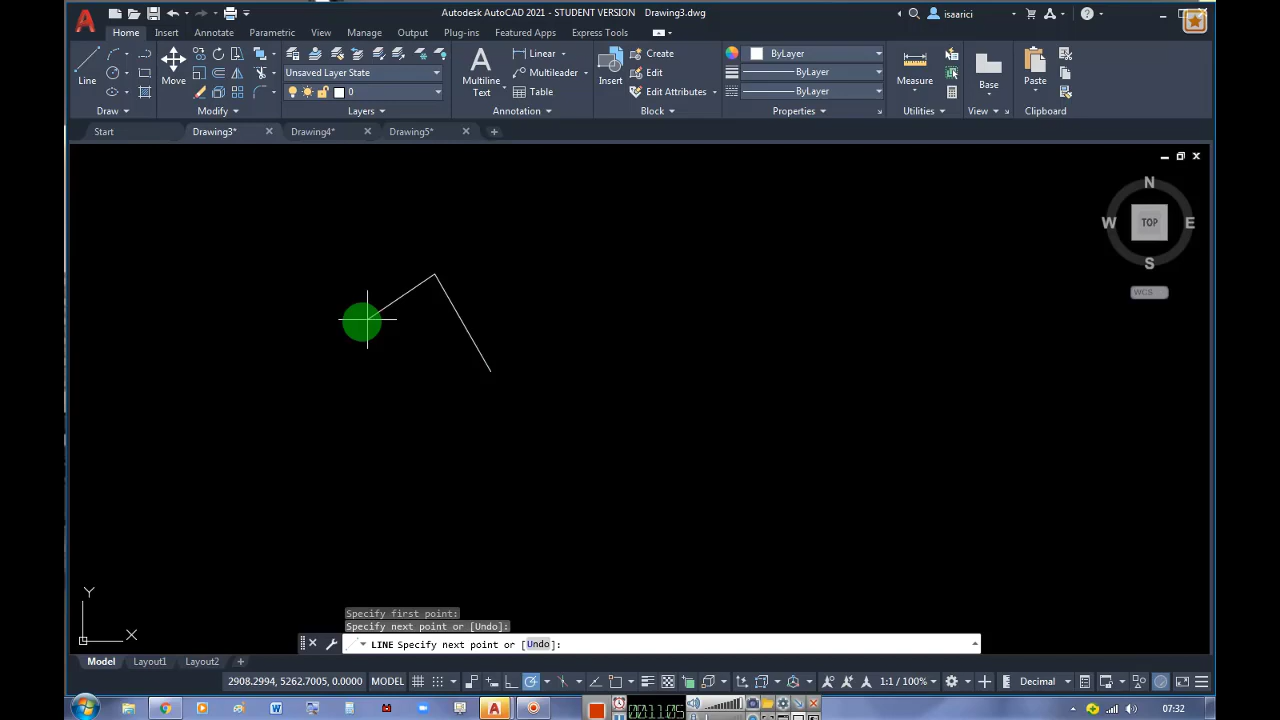 Autodesk AutoCAD 2021 - STUDENT VERSION Drawing3.dwg
isaarici
Home Insert Annotate Parametric View Manage Output Plug-ins Featured Apps Express Tools
Line
Move
Unsaved Layer State
0
Multiline
Text
Linear
Multileader
Table
Insert
Create
Edit
Edit Attributes
ByLayer
ByLayer
ByLayer
Measure
Base
Paste
Draw Modify Layers Annotation Block Properties Utilities View Clipboard
Start Drawing3* Drawing4* Drawing5*
N
W TOP E
S
WCS
Y
X
Specify first point:
Specify next point or [Undo]:
LINE Specify next point or [Undo]:
Model Layout1 Layout2
2908.2994, 5262.7005, 0.0000 MODEL 1:1 / 100% Decimal
00:11:05
07:32